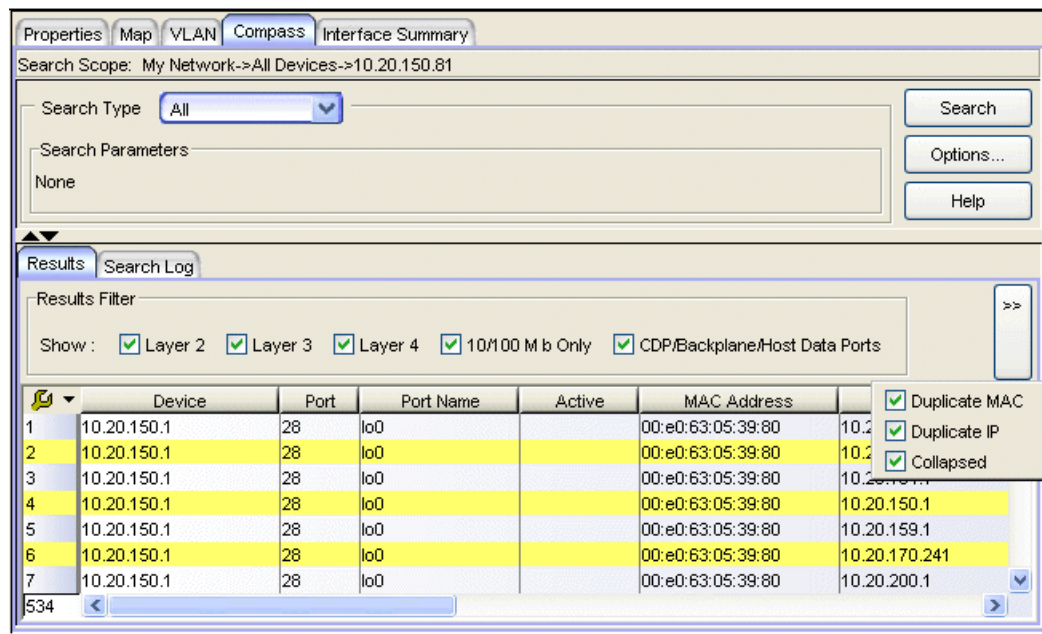 Properties Map VLAN Compass Interface Summary
Search Scope: My Network->All Devices->10.20.150.81
Search Type All
Search
Search Parameters
Options...
None
Help
Results Search Log
Results Filter
>>
Show : Layer 2 Layer 3 Layer 4 10/100 M b Only CDP/Backplane/Host Data Ports
Device Port Port Name Active MAC Address
Duplicate MAC
Duplicate IP
Collapsed
1 10.20.150.1 28 lo0 00:e0:63:05:39:80
2 10.20.150.1 28 lo0 00:e0:63:05:39:80
3 10.20.150.1 28 lo0 00:e0:63:05:39:80
4 10.20.150.1 28 lo0 00:e0:63:05:39:80 10.20.150.1
5 10.20.150.1 28 lo0 00:e0:63:05:39:80 10.20.159.1
6 10.20.150.1 28 lo0 00:e0:63:05:39:80 10.20.170.241
7 10.20.150.1 28 lo0 00:e0:63:05:39:80 10.20.200.1
534